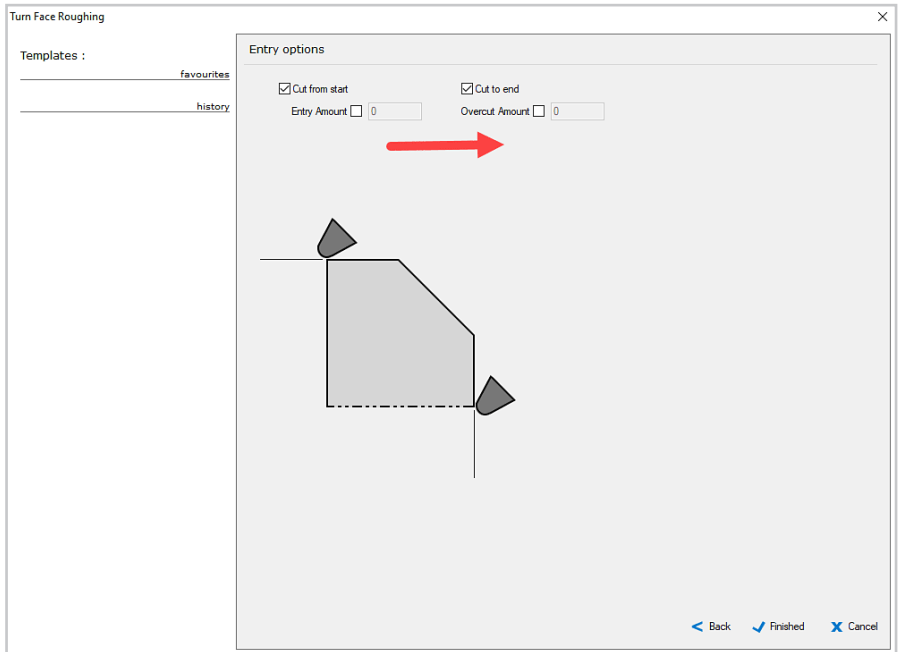 Turn Face Roughing
Templates :
favourites
history
Entry options
Cut from start
Cut to end
Entry Amount 0
Overcut Amount 0
Back
Finished
Cancel